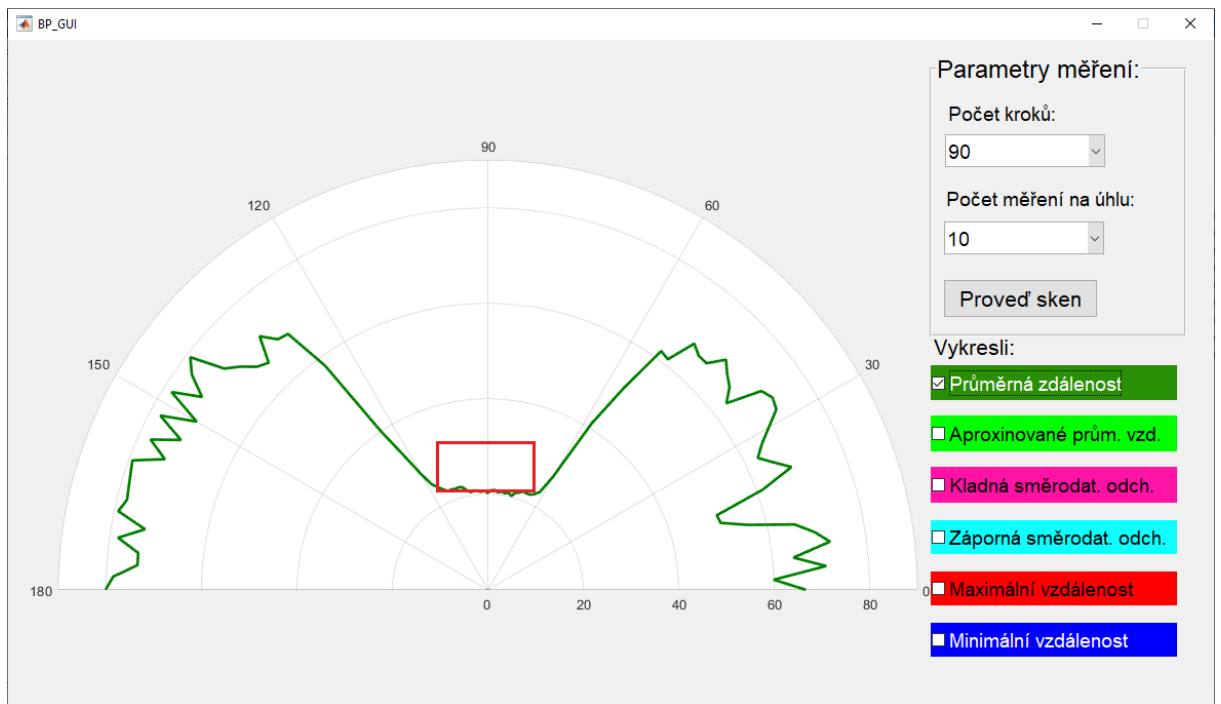 BP_GUI
90
120
60
150
30
180
0
0
20
40
60
80
Parametry měření:
Počet kroků:
90
Počet měření na úhlu:
10
Proveď sken
Vykresli:
Průměrná zdálenost
Aproxinované prům. vzd.
Kladná směrodat. odch.
Záporná směrodat. odch.
Maximální vzdálenost
Minimální vzdálenost